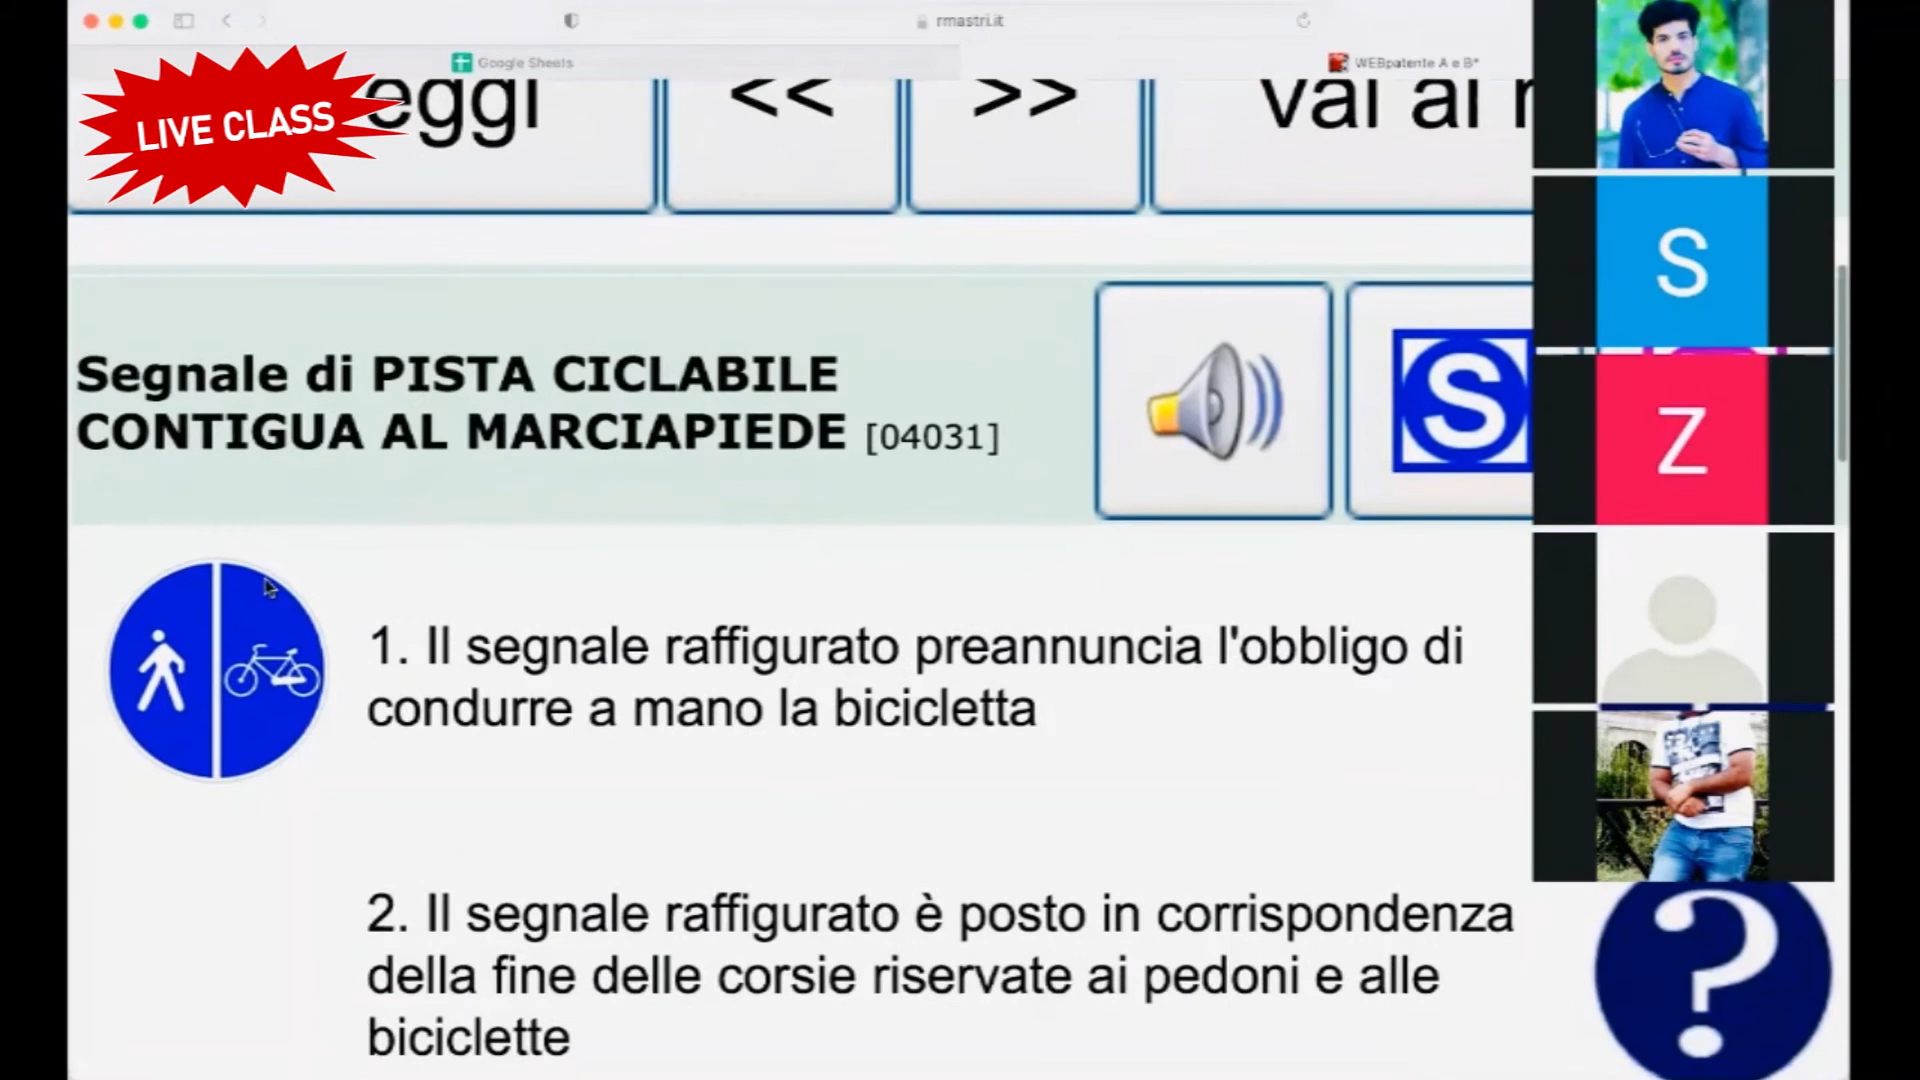 rmastri.it
Google Sheets
WEBpatente A e B*
LIVE CLASS
eggi
<<
>>
vai al
Segnale di PISTA CICLABILE
CONTIGUA AL MARCIAPIEDE [04031]
S
S
Z
1. Il segnale raffigurato preannuncia l'obbligo di
condurre a mano la bicicletta
2. Il segnale raffigurato è posto in corrispondenza
della fine delle corsie riservate ai pedoni e alle
biciclette
?